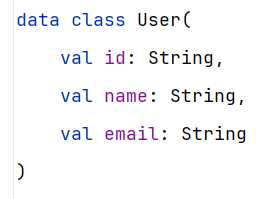 data class User(
    val id: String,
    val name: String,
    val email: String
)